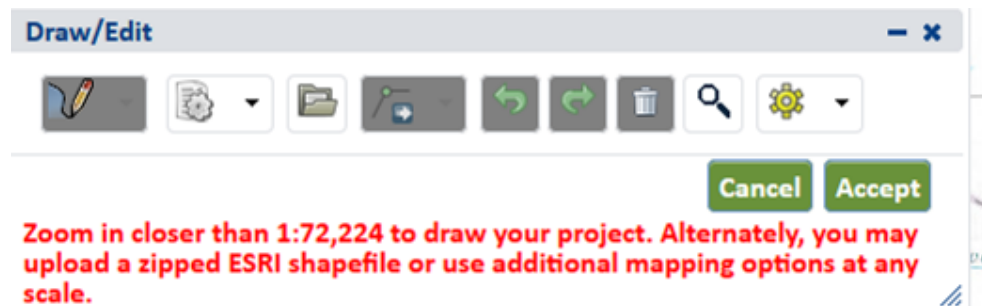 Draw/Edit
Cancel Accept
Zoom in closer than 1:72,224 to draw your project. Alternately, you may
upload a zipped ESRI shapefile or use additional mapping options at any
scale.